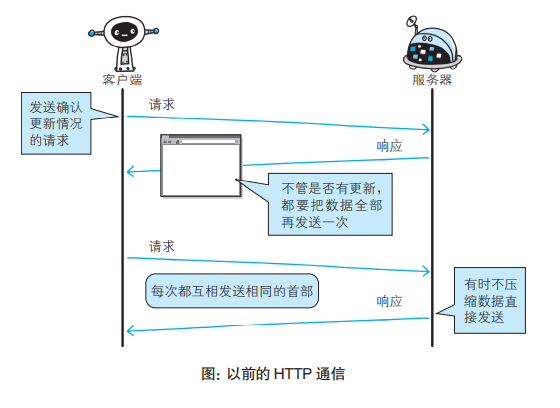 客户端
服务器
发送确认
更新情况
的请求
请求
响应
不管是否有更新，
都要把数据全部
再发送一次
请求
每次都互相发送相同的首部
响应
有时不压
缩数据直
接发送
图：以前的 HTTP 通信